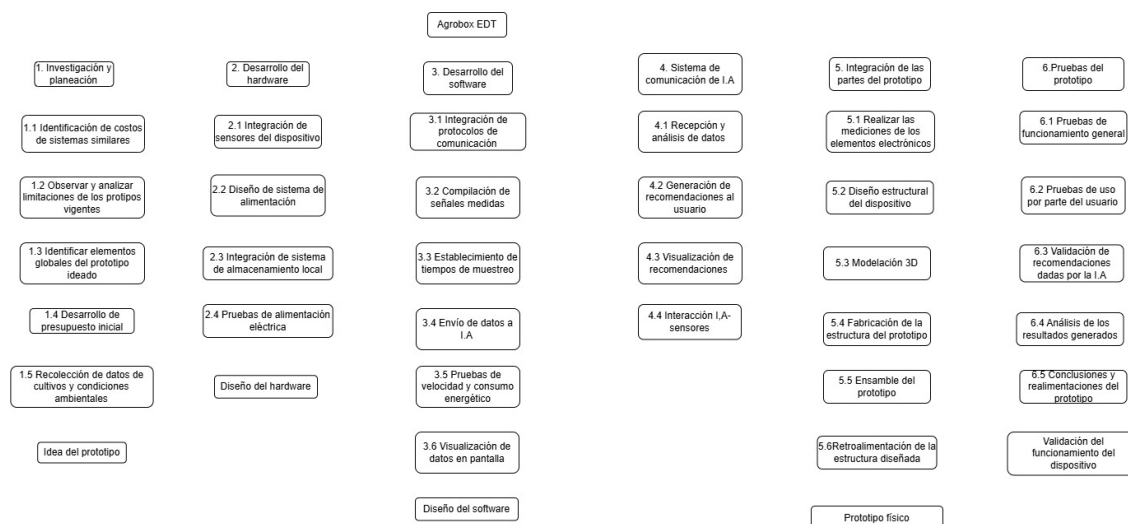 Agrobox EDT
1. Investigación y
planeación
1.1 Identificación de costos
de sistemas similares
1.2 Observar y analizar
limitaciones de los protipos
vigentes
1.3 Identificar elementos
globales del prototipo
ideado
1.4 Desarrollo de
presupuesto inicial
1.5 Recolección de datos de
cultivos y condiciones
ambientales
Idea del prototipo
2. Desarrollo del
hardware
2.1 Integración de
sensores del dispositivo
2.2 Diseño de sistema de
alimentación
2.3 Integración de sistema
de almacenamiento local
2.4 Pruebas de alimentación
eléctrica
Diseño del hardware
3. Desarrollo del
software
3.1 Integración de
protocolos de
comunicación
3.2 Compilación de
señales medidas
3.3 Establecimiento de
tiempos de muestreo
3.4 Envío de datos a
I.A
3.5 Pruebas de
velocidad y consumo
energético
3.6 Visualización de
datos en pantalla
Diseño del software
4. Sistema de
comunicación de I.A
4.1 Recepción y
análisis de datos
4.2 Generación de
recomendaciones al
usuario
4.3 Visualización de
recomendaciones
4.4 Interacción I,A-
sensores
5. Integración de las
partes del prototipo
5.1 Realizar las
mediciones de los
elementos electrónicos
5.2 Diseño estructural
del dispositivo
5.3 Modelación 3D
5.4 Fabricación de la
estructura del prototipo
5.5 Ensamble del
prototipo
5.6Retroalimentación de la
estructura diseñada
Prototipo físico
6.Pruebas del
prototipo
6.1 Pruebas de
funcionamiento general
6.2 Pruebas de uso
por parte del usuario
6.3 Validación de
recomendaciones
dadas por la I.A
6.4 Análisis de los
resultados generados
6.5 Conclusiones y
realimentaciones del
prototipo
Validación del
funcionamiento del
dispositivo